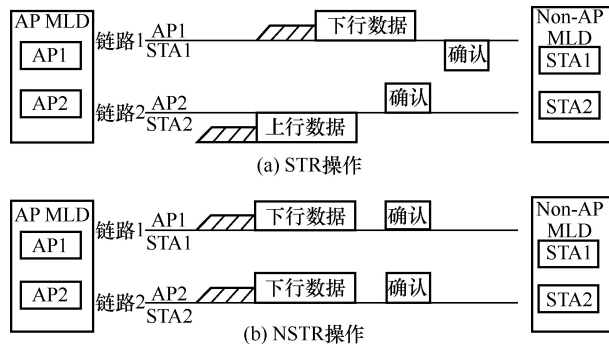 AP MLD
AP1
AP2
链路1
AP1
STA1
下行数据
确认
链路2
AP2
STA2
上行数据
确认
Non-AP
MLD
STA1
STA2
(a) STR操作
AP MLD
AP1
AP2
链路1
AP1
STA1
下行数据
确认
链路2
AP2
STA2
下行数据
确认
Non-AP
MLD
STA1
STA2
(b) NSTR操作